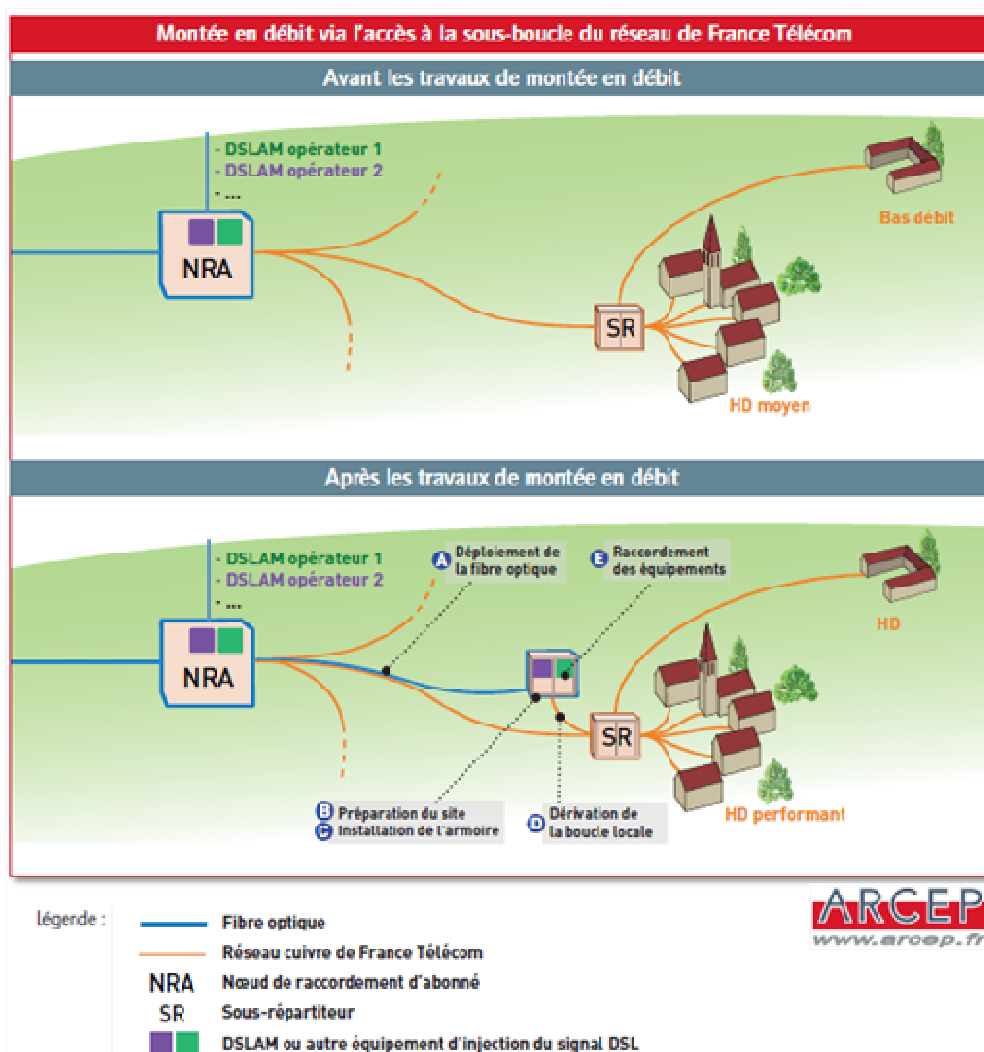 Montée en débit via l'accès à la sous-boucle du réseau de France Télécom
Avant les travaux de montée en débit
- DSLAM opérateur 1
- DSLAM opérateur 2
- ...
NRA
SR
Bas débit
HD moyen
Après les travaux de montée en débit
- DSLAM opérateur 1
- DSLAM opérateur 2
- ...
NRA
A Déploiement de
la fibre optique
E Raccordement
des équipements
HD
SR
B Préparation du site
C Installation de l'armoire
D Dérivation de
la boucle locale
HD performant
légende :
Fibre optique
Réseau cuivre de France Télécom
NRA Nœud de raccordement d'abonné
SR Sous-répartiteur
DSLAM ou autre équipement d'injection du signal DSL
ARCEP
www.arcep.fr